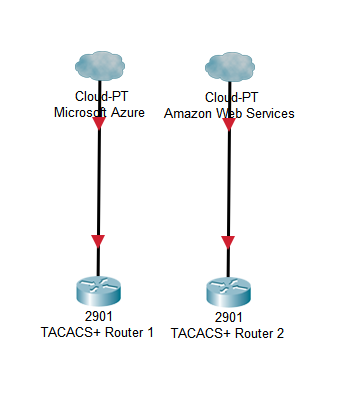 Cloud-PT
Microsoft Azure
Cloud-PT
Amazon Web Services
2901
TACACS+ Router 1
2901
TACACS+ Router 2